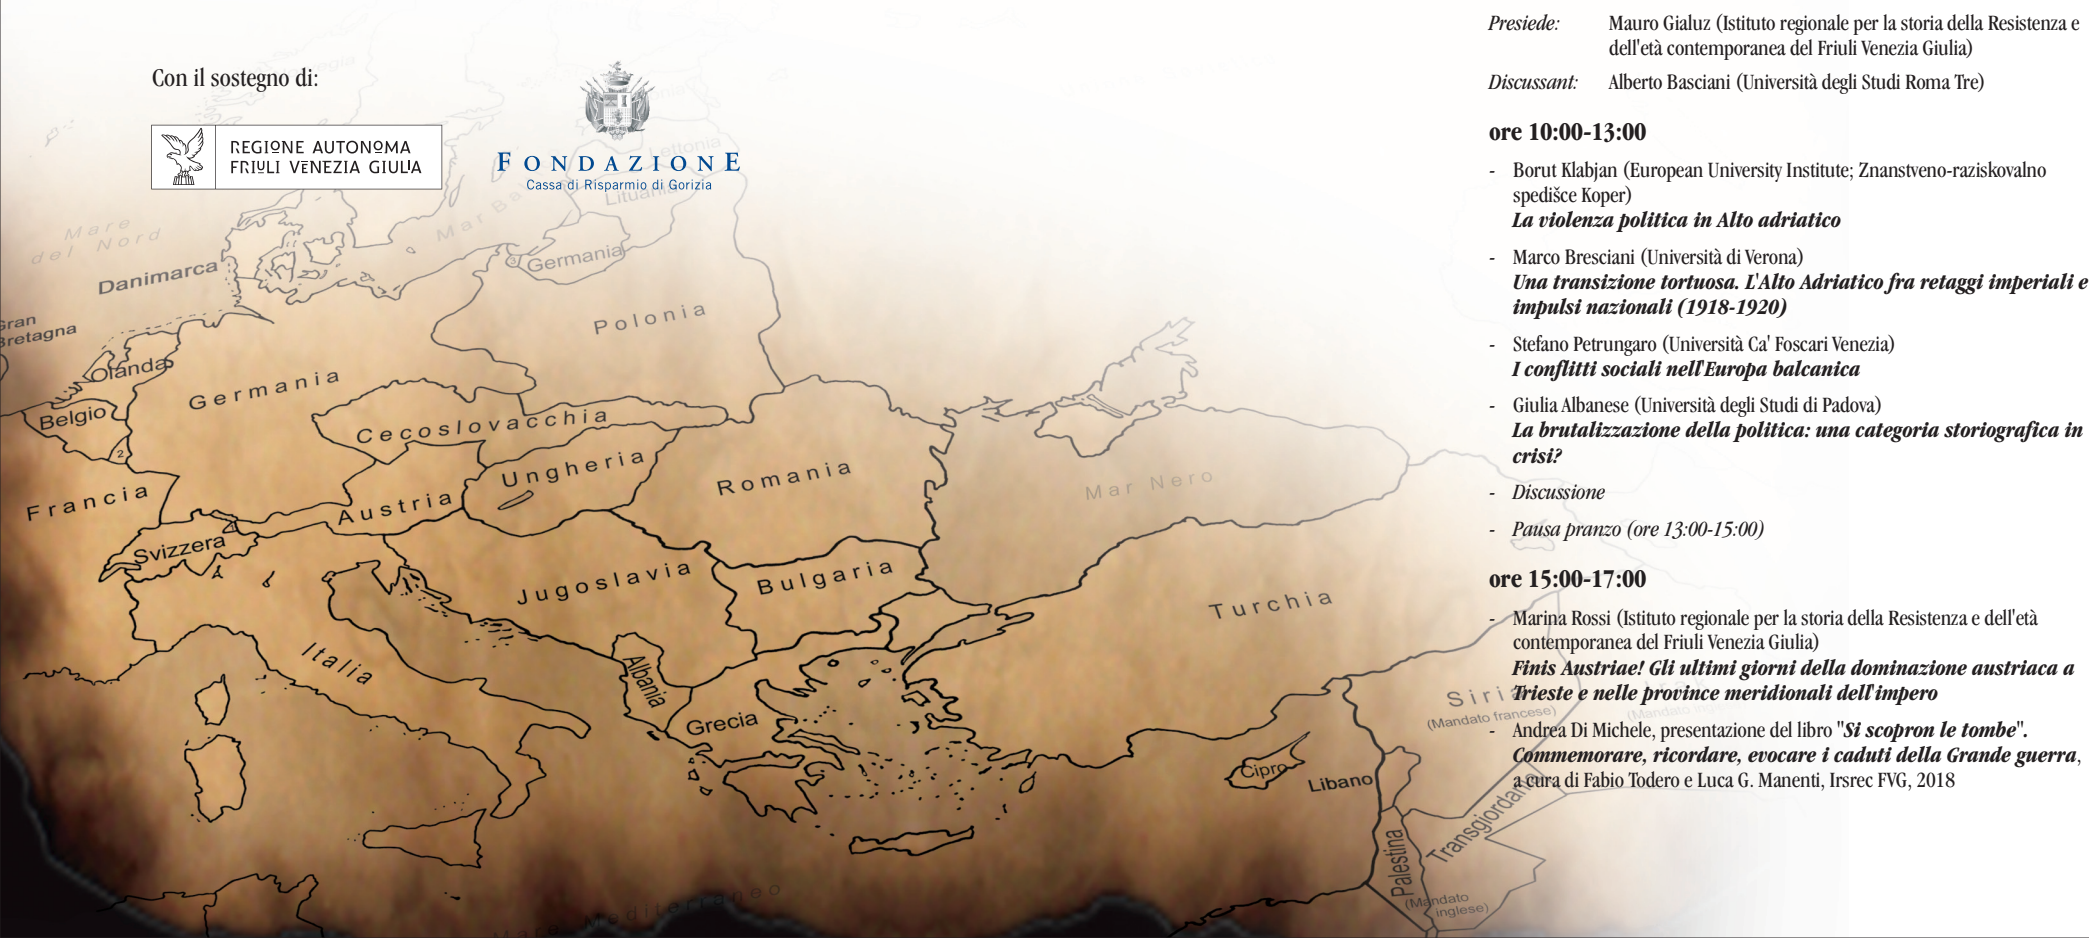 Con il sostegno di:
REGIONE AUTONOMA
FRIULI VENEZIA GIULIA
FONDAZIONE
Cassa di Risparmio di Gorizia
Presiede: Mauro Gialuz (Istituto regionale per la storia della Resistenza e
dell'età contemporanea del Friuli Venezia Giulia)
Discussant: Alberto Basciani (Università degli Studi Roma Tre)
ore 10:00-13:00
- Borut Klabjan (European University Institute; Znanstveno-raziskovalno
spedišce Koper)
La violenza politica in Alto adriatico
- Marco Bresciani (Università di Verona)
Una transizione tortuosa. L'Alto Adriatico fra retaggi imperiali e
impulsi nazionali (1918-1920)
- Stefano Petrungaro (Università Ca' Foscari Venezia)
I conflitti sociali nell'Europa balcanica
- Giulia Albanese (Università degli Studi di Padova)
La brutalizzazione della politica: una categoria storiografica in
crisi?
- Discussione
- Pausa pranzo (ore 13:00-15:00)
ore 15:00-17:00
- Marina Rossi (Istituto regionale per la storia della Resistenza e dell'età
contemporanea del Friuli Venezia Giulia)
Finis Austriae! Gli ultimi giorni della dominazione austriaca a
Trieste e nelle province meridionali dell'impero
- Andrea Di Michele, presentazione del libro "Si scopron le tombe".
Commemorare, ricordare, evocare i caduti della Grande guerra,
a cura di Fabio Todero e Luca G. Manenti, Irsrec FVG, 2018
Lettonia
Lituania
Mare
del Nord
Mar Ba
Danimarca
Germania
Gran
Bretagna
Polonia
Olanda
Germania
Belgio
2
Cecoslovacchia
Francia
Austria
Ungheria
Romania
Mar Nero
Svizzera
Jugoslavia
Bulgaria
Turchia
Italia
Albania
Grecia
Siria
(Mandato francese)
Cipro
Libano
Transgiordania
Palestina
(Mandato
inglese)
Mare Mediterraneo